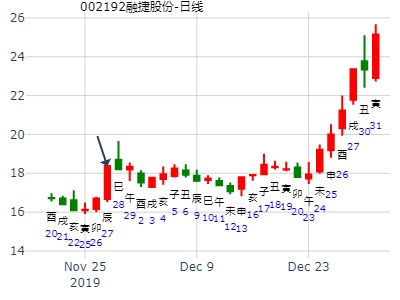 002192融捷股份-日线
26
24
22
20
18
16
14
酉 戌 亥 寅 卯 辰 巳 午 酉 戌 亥 子 丑 辰 巳 午 未 申 亥 子 丑 寅 卯 午 未 申 酉 戌 丑 寅
20 21 22 25 26 27 28 29 2 3 4 5 6 9 10 11 12 13 16 17 18 19 20 23 24 25 26 27 30 31
Nov 25 Dec 9 Dec 23
2019